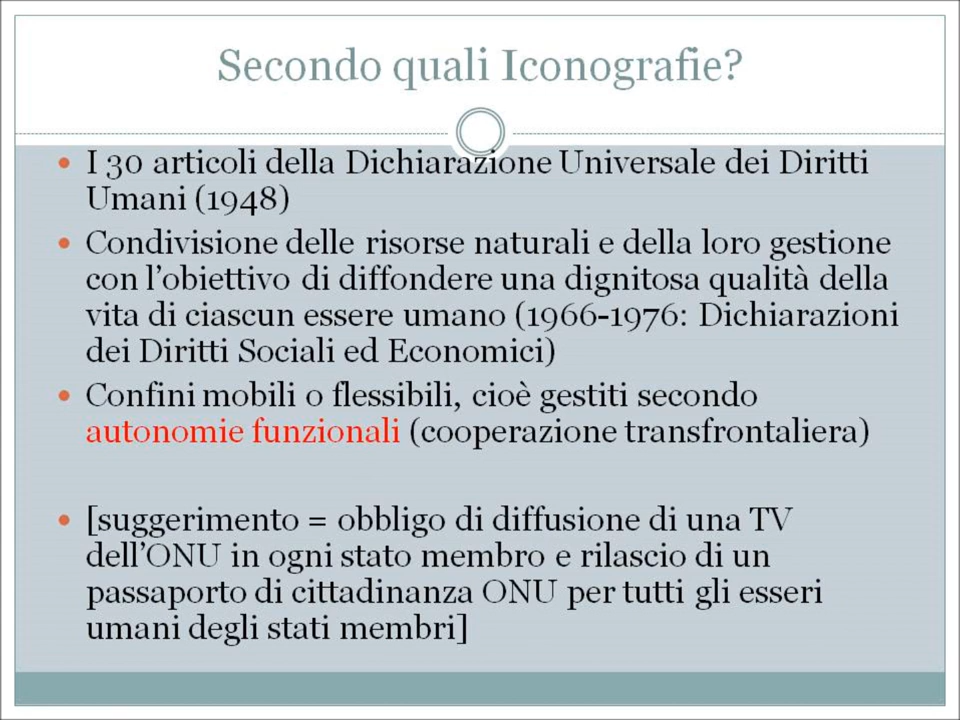 Secondo quali Iconografie?
• I 30 articoli della Dichiarazione Universale dei Diritti
Umani (1948)
• Condivisione delle risorse naturali e della loro gestione
con l’obiettivo di diffondere una dignitosa qualità della
vita di ciascun essere umano (1966-1976: Dichiarazioni
dei Diritti Sociali ed Economici)
• Confini mobili o flessibili, cioè gestiti secondo
autonomie funzionali (cooperazione transfrontaliera)
• [suggerimento = obbligo di diffusione di una TV
dell’ONU in ogni stato membro e rilascio di un
passaporto di cittadinanza ONU per tutti gli esseri
umani degli stati membri]